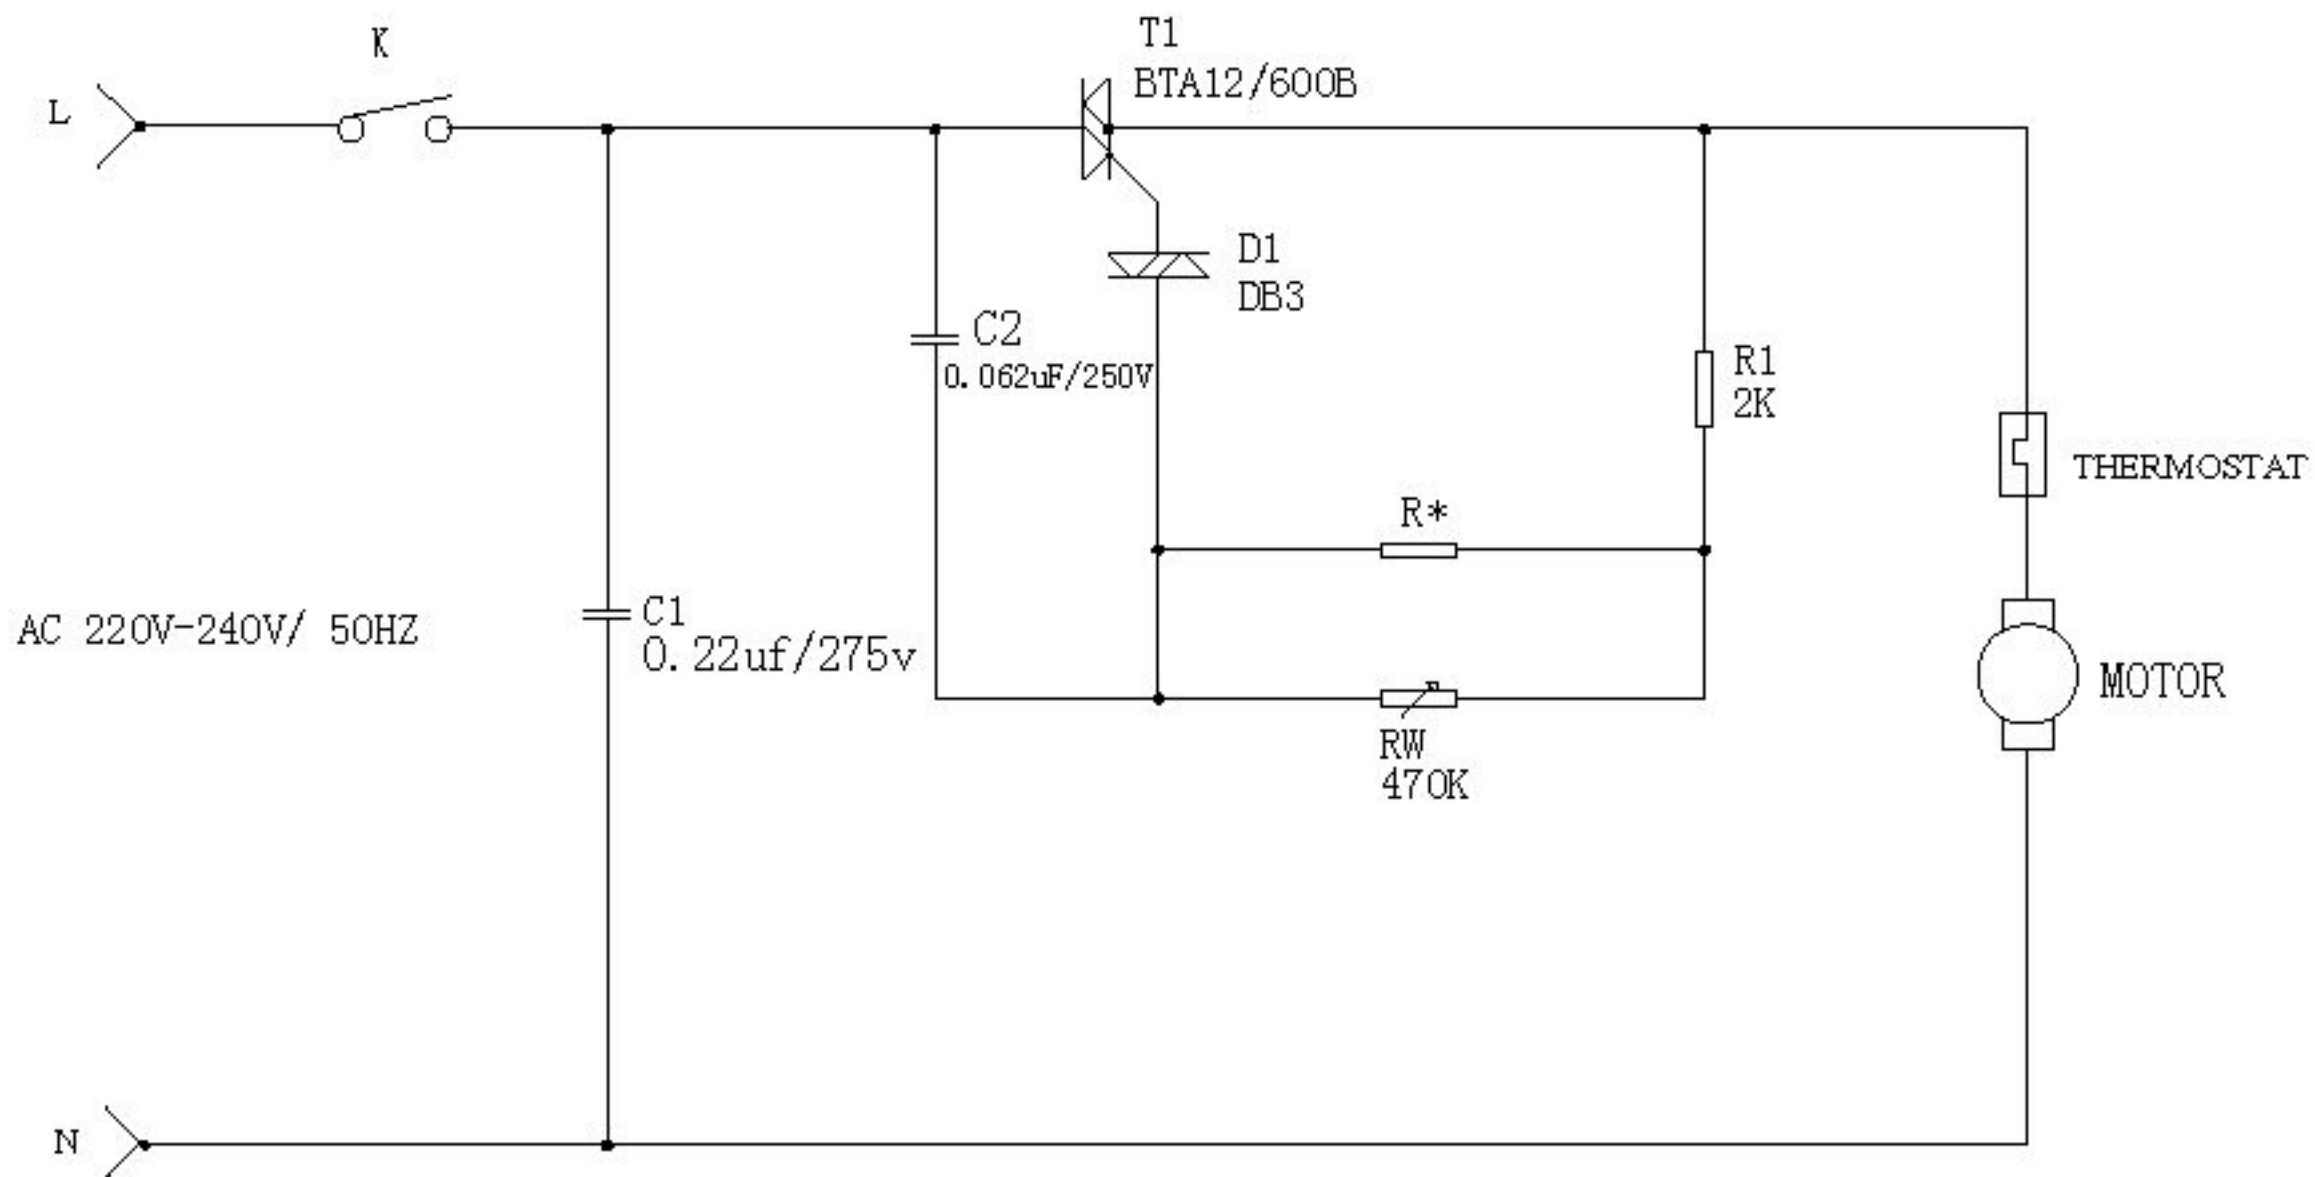 K
T1
BTA12/600B
L
D1
DB3
C2
0.062uF/250V
R1
2K
THERMOSTAT
R*
C1
0.22uf/275v
AC 220V-240V/ 50HZ
MOTOR
RW
470K
N